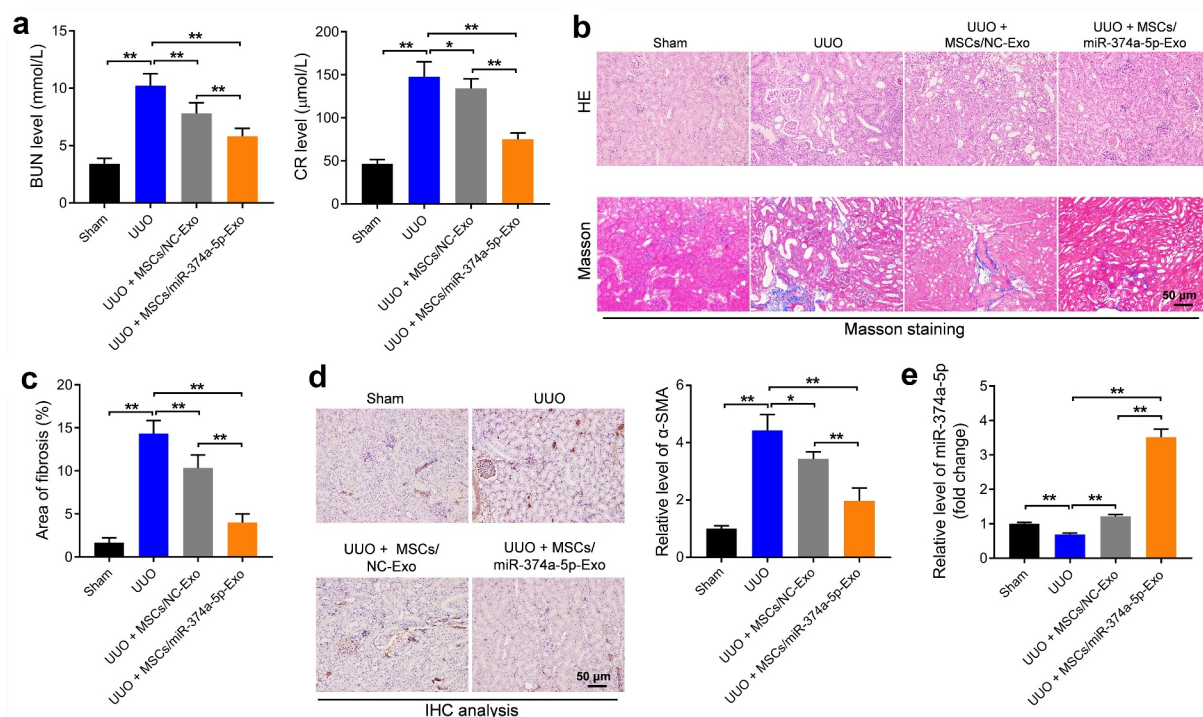 a
BUN level (mmol/L)
15
10
5
0
**
**
**
**
Sham
UUO
UUO + MSCs/NC-Exo
UUO + MSCs/miR-374a-5p-Exo
CR level (μmol/L)
200
150
100
50
0
**
**
*
**
Sham
UUO
UUO + MSCs/NC-Exo
UUO + MSCs/miR-374a-5p-Exo
b
Sham
UUO
UUO +
MSCs/NC-Exo
UUO + MSCs/
miR-374a-5p-Exo
HE
Masson
50 μm
Masson staining
c
Area of fibrosis (%)
20
15
10
5
0
**
**
**
**
Sham
UUO
UUO + MSCs/NC-Exo
UUO + MSCs/miR-374a-5p-Exo
d
Sham
UUO
UUO + MSCs/
NC-Exo
UUO + MSCs/
miR-374a-5p-Exo
50 μm
IHC analysis
Relative level of α-SMA
6
4
2
0
**
**
*
**
Sham
UUO
UUO + MSCs/NC-Exo
UUO + MSCs/miR-374a-5p-Exo
e
Relative level of miR-374a-5p
(fold change)
5
4
3
2
1
0
**
**
**
**
Sham
UUO
UUO + MSCs/NC-Exo
UUO + MSCs/miR-374a-5p-Exo